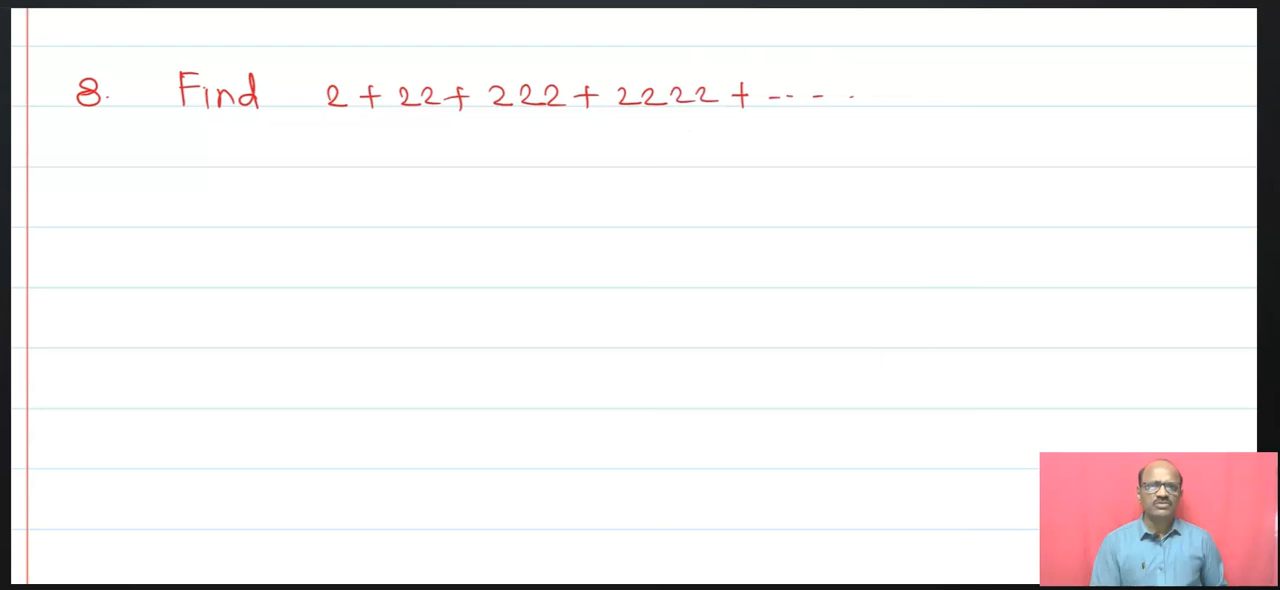 8. Find 2 + 22 + 222 + 2222 + -- - .